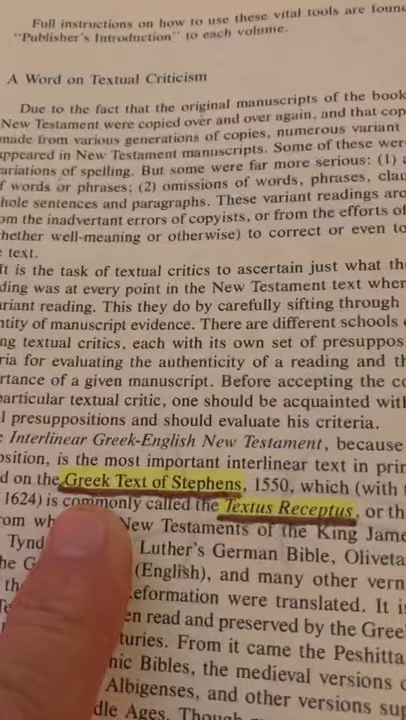 Full instructions on how to use these vital tools are found
"Publisher's Introduction" to each volume.
A Word on Textual Criticism
Due to the fact that the original manuscripts of the book
New Testament were copied over and over again, and that cop
made from various generations of copies, numerous variant
appeared in New Testament manuscripts. Some of these wer
ariations of spelling. But some were far more serious: (1) a
f words or phrases; (2) omissions of words, phrases, clau
hole sentences and paragraphs. These variant readings aro
om the inadvertent errors of copyists, or from the efforts of
hether well-meaning or otherwise) to correct or even to
text.
It is the task of textual critics to ascertain just what the
ding was at every point in the New Testament text wher
riant reading. This they do by carefully sifting through
ntity of manuscript evidence. There are different schools
ng textual critics, each with its own set of presuppos
ria for evaluating the authenticity of a reading and th
rtance of a given manuscript. Before accepting the co
particular textual critic, one should be acquainted with
l presuppositions and should evaluate his criteria.
Interlinear Greek-English New Testament, because
osition, is the most important interlinear text in prin
d on the Greek Text of Stephens, 1550, which (with
1624) is commonly called the Textus Receptus, or th
rom wh New Testaments of the King Jame
Tynd Luther's German Bible, Oliveta
he G (English), and many other vern
the eformation were translated. It is
en read and preserved by the Gree
turies. From it came the Peshitta
nic Bibles, the medieval versions
Albigenses, and other versions sup
dle Ages. Though